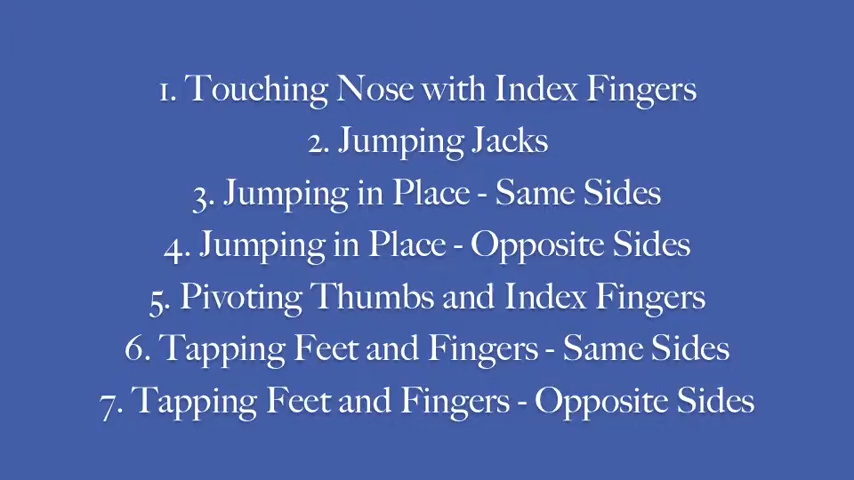 1. Touching Nose with Index Fingers
2. Jumping Jacks
3. Jumping in Place - Same Sides
4. Jumping in Place - Opposite Sides
5. Pivoting Thumbs and Index Fingers
6. Tapping Feet and Fingers - Same Sides
7. Tapping Feet and Fingers - Opposite Sides